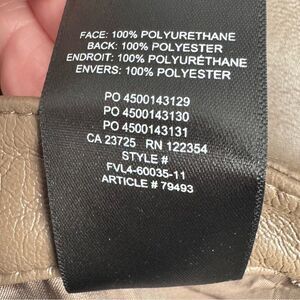 FACE: 100% POLYURETHANE
BACK: 100% POLYESTER
ENDROIT: 100% POLYURÉTHANE
ENVERS: 100% POLYESTER
PO 4500143129
PO 4500143130
PO 4500143131
CA 23725 RN 122354
STYLE #
FVL4-60035-11
ARTICLE # 79493